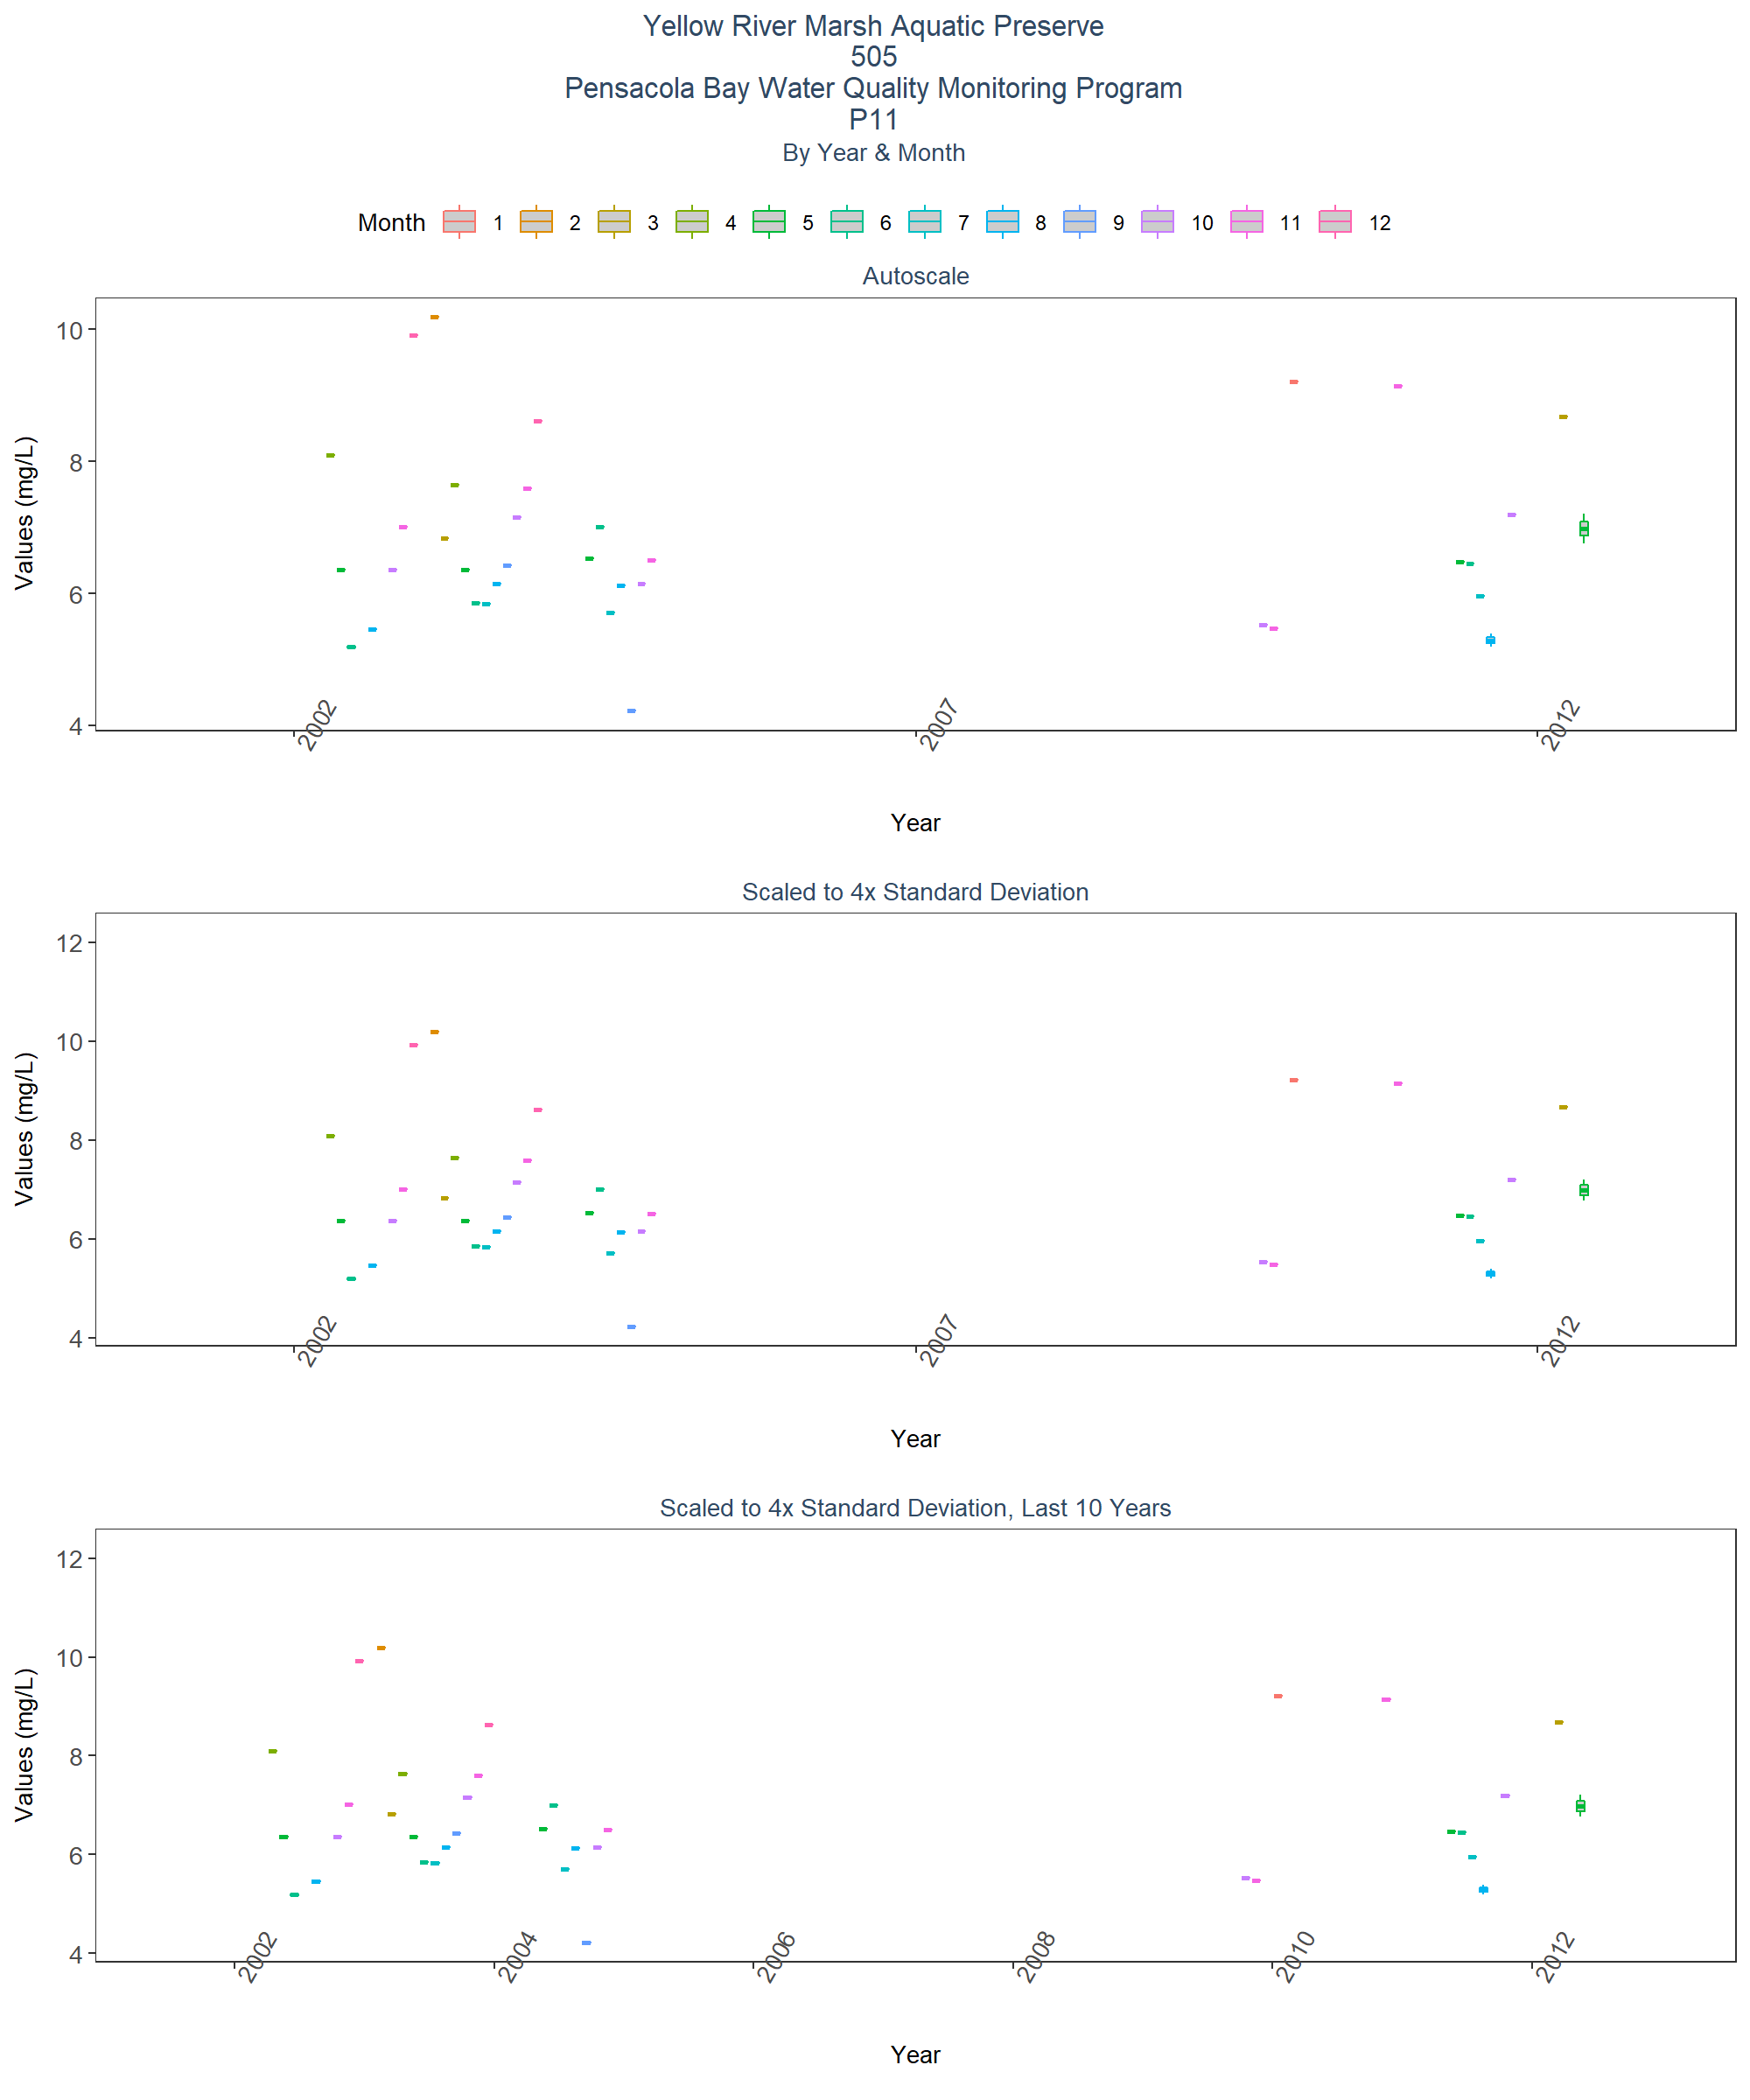 Yellow River Marsh Aquatic Preserve
505
Pensacola Bay Water Quality Monitoring Program
P11
By Year & Month
Month 1 2 3 4 5 6 7 8 9 10 11 12
Autoscale
10
8
6
4
Values (mg/L)
2002 2007 2012
Year
Scaled to 4x Standard Deviation
12
10
8
6
4
Values (mg/L)
2002 2007 2012
Year
Scaled to 4x Standard Deviation, Last 10 Years
12
10
8
6
4
Values (mg/L)
2002 2004 2006 2008 2010 2012
Year